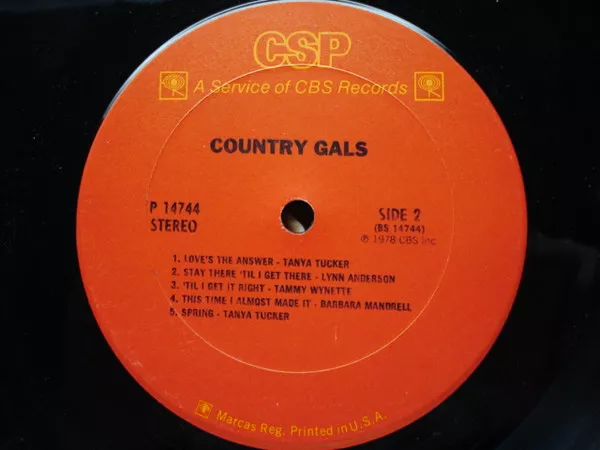 CSP
A Service of CBS Records
COUNTRY GALS
P 14744
STEREO
SIDE 2
(BS 14744)
℗ 1978 CBS Inc.
1. LOVE'S THE ANSWER - TANYA TUCKER
2. STAY THERE 'TIL I GET THERE - LYNN ANDERSON
3. 'TIL I GET IT RIGHT - TAMMY WYNETTE
4. THIS TIME I ALMOST MADE IT - BARBARA MANDRELL
5. SPRING - TANYA TUCKER
Marcas Reg. Printed in U.S.A.